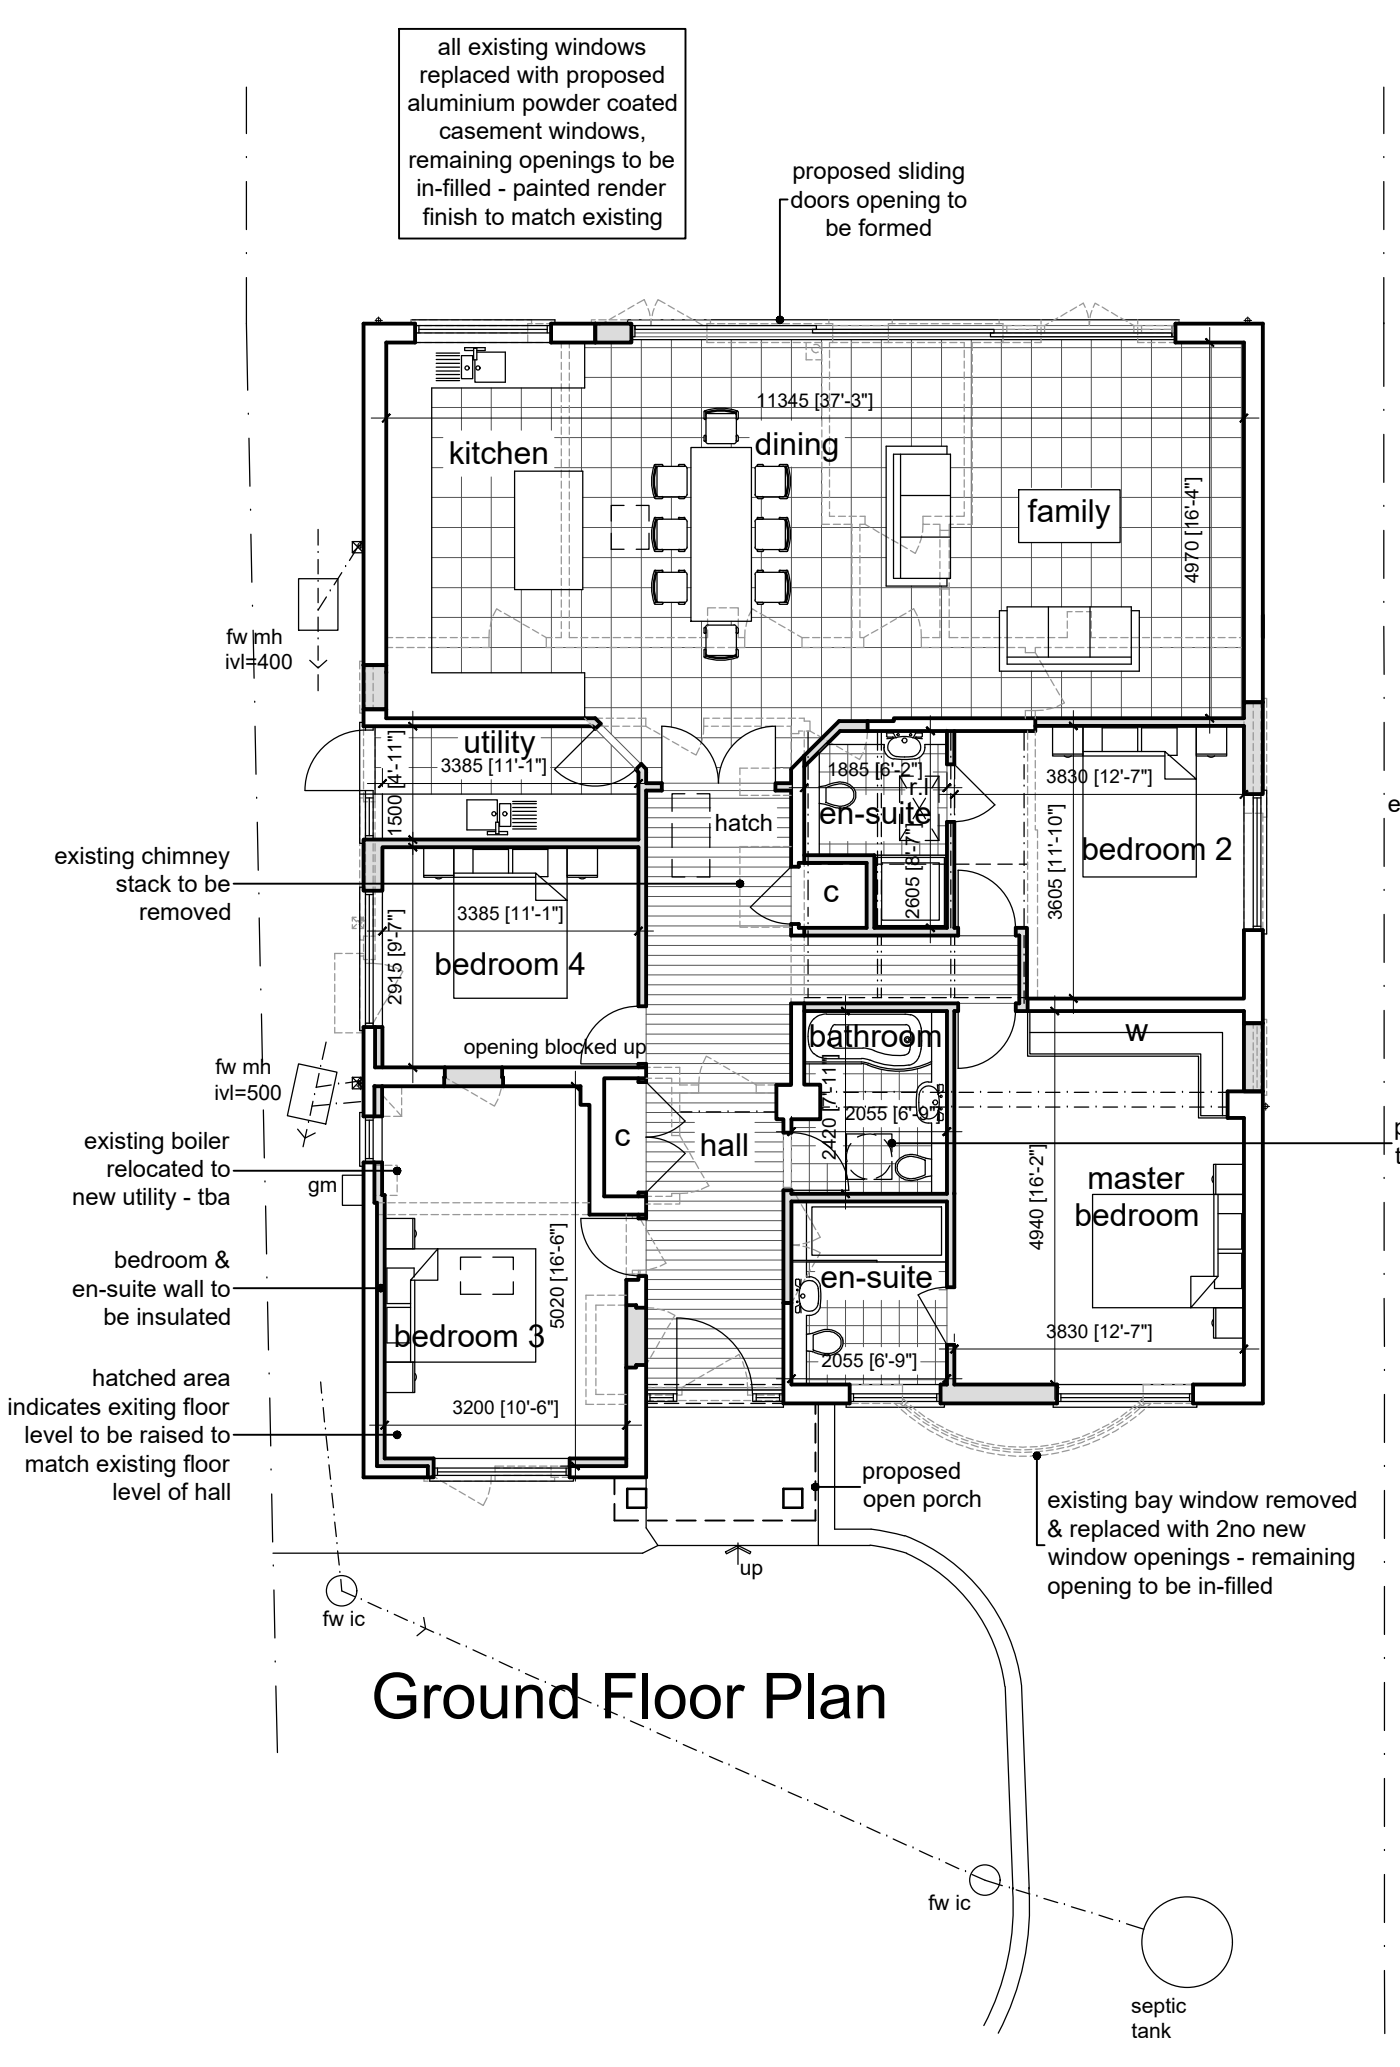 all existing windows
replaced with proposed
aluminium powder coated
casement windows,
remaining openings to be
in-filled - painted render
finish to match existing
proposed sliding
doors opening to
be formed
11345 [37'-3"]
kitchen
dining
family
4970 [16'-4"]
fw mh
ivl=400
utility
3385 [11'-1"]
1500 [4'-11"]
1885 [6'-2"]
r.l
en-suite
2605 [8'-7"]
3830 [12'-7"]
3605 [11'-10"]
bedroom 2
hatch
e
existing chimney
stack to be
removed
c
3385 [11'-1"]
2915 [9'-7"]
bedroom 4
opening blocked up
bathroom
w
fw mh
ivl=500
2420 [7'-11"]
2055 [6'-9"]
c
hall
p
t
existing boiler
relocated to
new utility - tba
gm
master
bedroom
4940 [16'-2"]
bedroom &
en-suite wall to
be insulated
5020 [16'-6"]
en-suite
bedroom 3
3830 [12'-7"]
2055 [6'-9"]
hatched area
indicates exiting floor
level to be raised to
match existing floor
level of hall
3200 [10'-6"]
proposed
open porch
existing bay window removed
& replaced with 2no new
window openings - remaining
opening to be in-filled
up
fw ic
Ground Floor Plan
fw ic
septic
tank